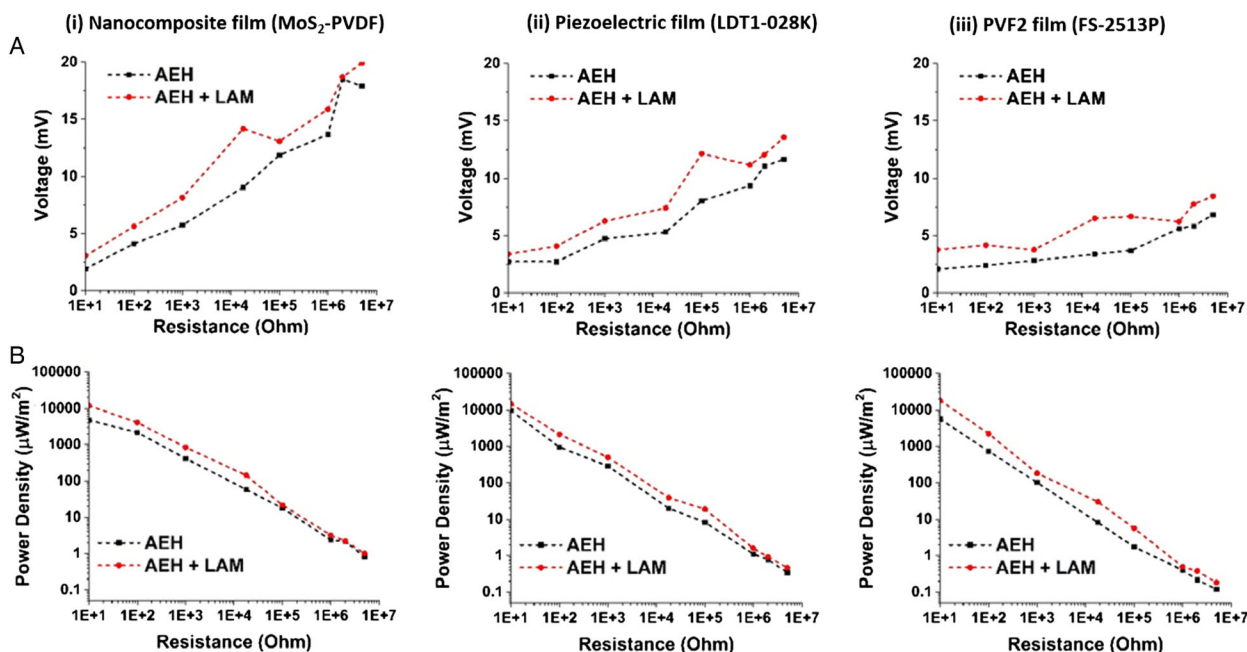 (i) Nanocomposite film (MoS₂-PVDF)
(ii) Piezoelectric film (LDT1-028K)
(iii) PVF2 film (FS-2513P)
A
20
15
10
5
0
Voltage (mV)
AEH
AEH + LAM
1E+1 1E+2 1E+3 1E+4 1E+5 1E+6 1E+7
Resistance (Ohm)
20
15
10
5
0
Voltage (mV)
AEH
AEH + LAM
1E+1 1E+2 1E+3 1E+4 1E+5 1E+6 1E+7
Resistance (Ohm)
20
15
10
5
0
Voltage (mV)
AEH
AEH + LAM
1E+1 1E+2 1E+3 1E+4 1E+5 1E+6 1E+7
Resistance (Ohm)
B
100000
10000
1000
100
10
1
0.1
Power Density (μW/m²)
AEH
AEH + LAM
1E+1 1E+2 1E+3 1E+4 1E+5 1E+6 1E+7
Resistance (Ohm)
100000
10000
1000
100
10
1
0.1
Power Density (μW/m²)
AEH
AEH + LAM
1E+1 1E+2 1E+3 1E+4 1E+5 1E+6 1E+7
Resistance (Ohm)
100000
10000
1000
100
10
1
0.1
Power Density (μW/m²)
AEH
AEH + LAM
1E+1 1E+2 1E+3 1E+4 1E+5 1E+6 1E+7
Resistance (Ohm)